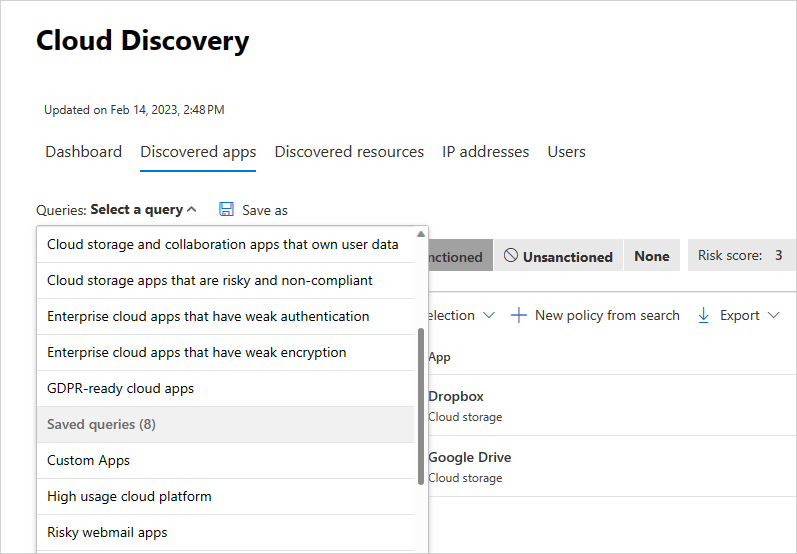 Cloud Discovery
Updated on Feb 14, 2023, 2:48 PM
Dashboard Discovered apps Discovered resources IP addresses Users
Queries: Select a query Save as
Cloud storage and collaboration apps that own user data
Cloud storage apps that are risky and non-compliant
Enterprise cloud apps that have weak authentication
Enterprise cloud apps that have weak encryption
GDPR-ready cloud apps
Saved queries (8)
Custom Apps
High usage cloud platform
Risky webmail apps
nctioned Unsanctioned None Risk score: 3
election New policy from search Export
App
Dropbox
Cloud storage
Google Drive
Cloud storage